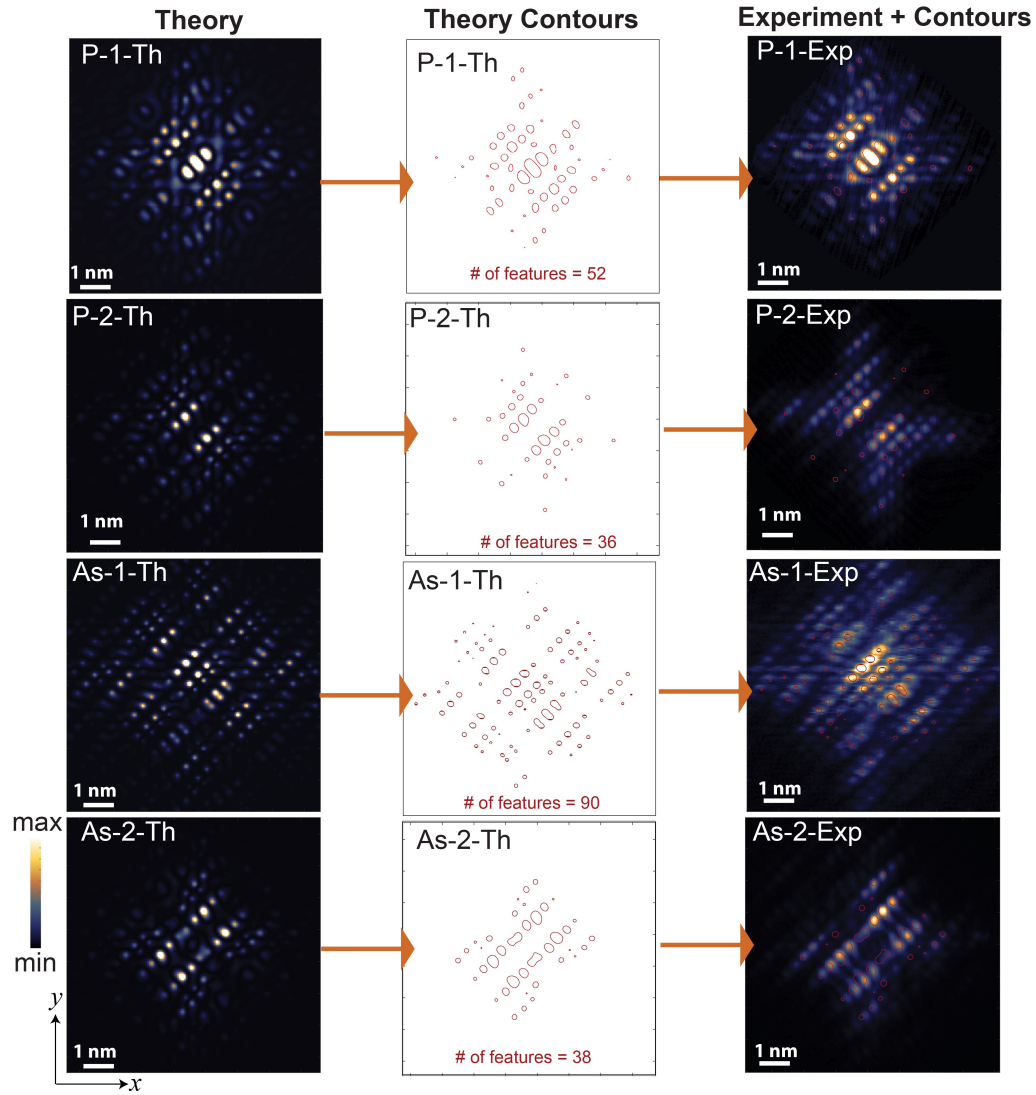 Theory
Theory Contours
Experiment + Contours
P-1-Th
P-1-Th
P-1-Exp
1 nm
# of features = 52
1 nm
P-2-Th
P-2-Th
P-2-Exp
1 nm
# of features = 36
1 nm
As-1-Th
As-1-Th
As-1-Exp
1 nm
# of features = 90
1 nm
max
min
As-2-Th
As-2-Th
As-2-Exp
1 nm
# of features = 38
1 nm
y
x